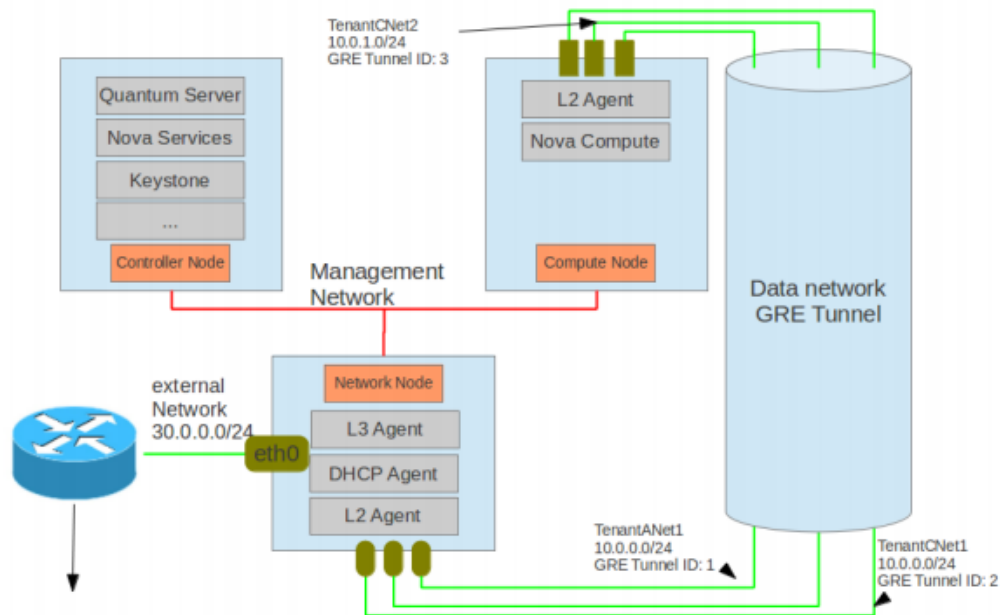 TenantCNet2
10.0.1.0/24
GRE Tunnel ID: 3
Quantum Server
Nova Services
Keystone
...
Controller Node
L2 Agent
Nova Compute
Compute Node
Management
Network
Data network
GRE Tunnel
Network Node
L3 Agent
DHCP Agent
L2 Agent
external
Network
30.0.0.0/24
eth0
TenantANet1
10.0.0.0/24
GRE Tunnel ID: 1
TenantCNet1
10.0.0.0/24
GRE Tunnel ID: 2